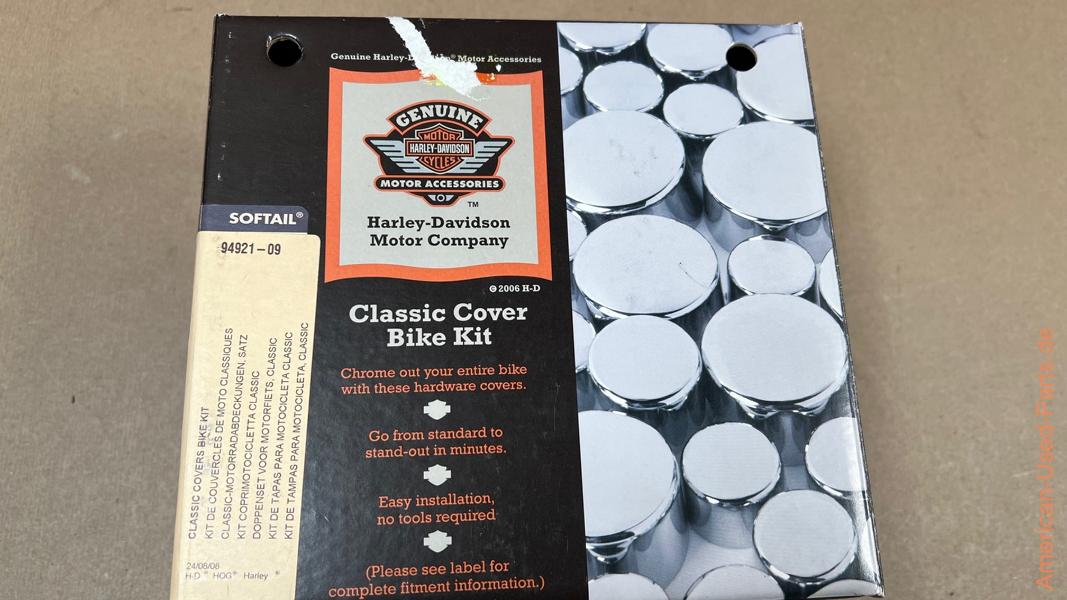 Genuine Harley-D Motor Accessories
GENUINE
MOTOR
HARLEY-DAVIDSON
CYCLES
MOTOR ACCESSORIES
TM
Harley-Davidson
Motor Company
© 2006 H-D
SOFTAIL®
94921-09
CLASSIC COVERS BIKE KIT
KIT DE COUVERCLES DE MOTO CLASSIQUES
CLASSIC-MOTORRADABDECKUNGEN, SATZ
KIT COPRIMOTOCICLETTA CLASSIC
DOPPENSET VOOR MOTORFIETS, CLASSIC
KIT DE TAPAS PARA MOTOCICLETA CLASSIC
KIT DE TAMPAS PARA MOTOCICLETA, CLASSIC
24/06/08
H-D® HOG® Harley®
Classic Cover
Bike Kit
Chrome out your entire bike
with these hardware covers.
Go from standard to
stand-out in minutes.
Easy installation,
no tools required
(Please see label for
complete fitment information.)
American-Used-Parts.de